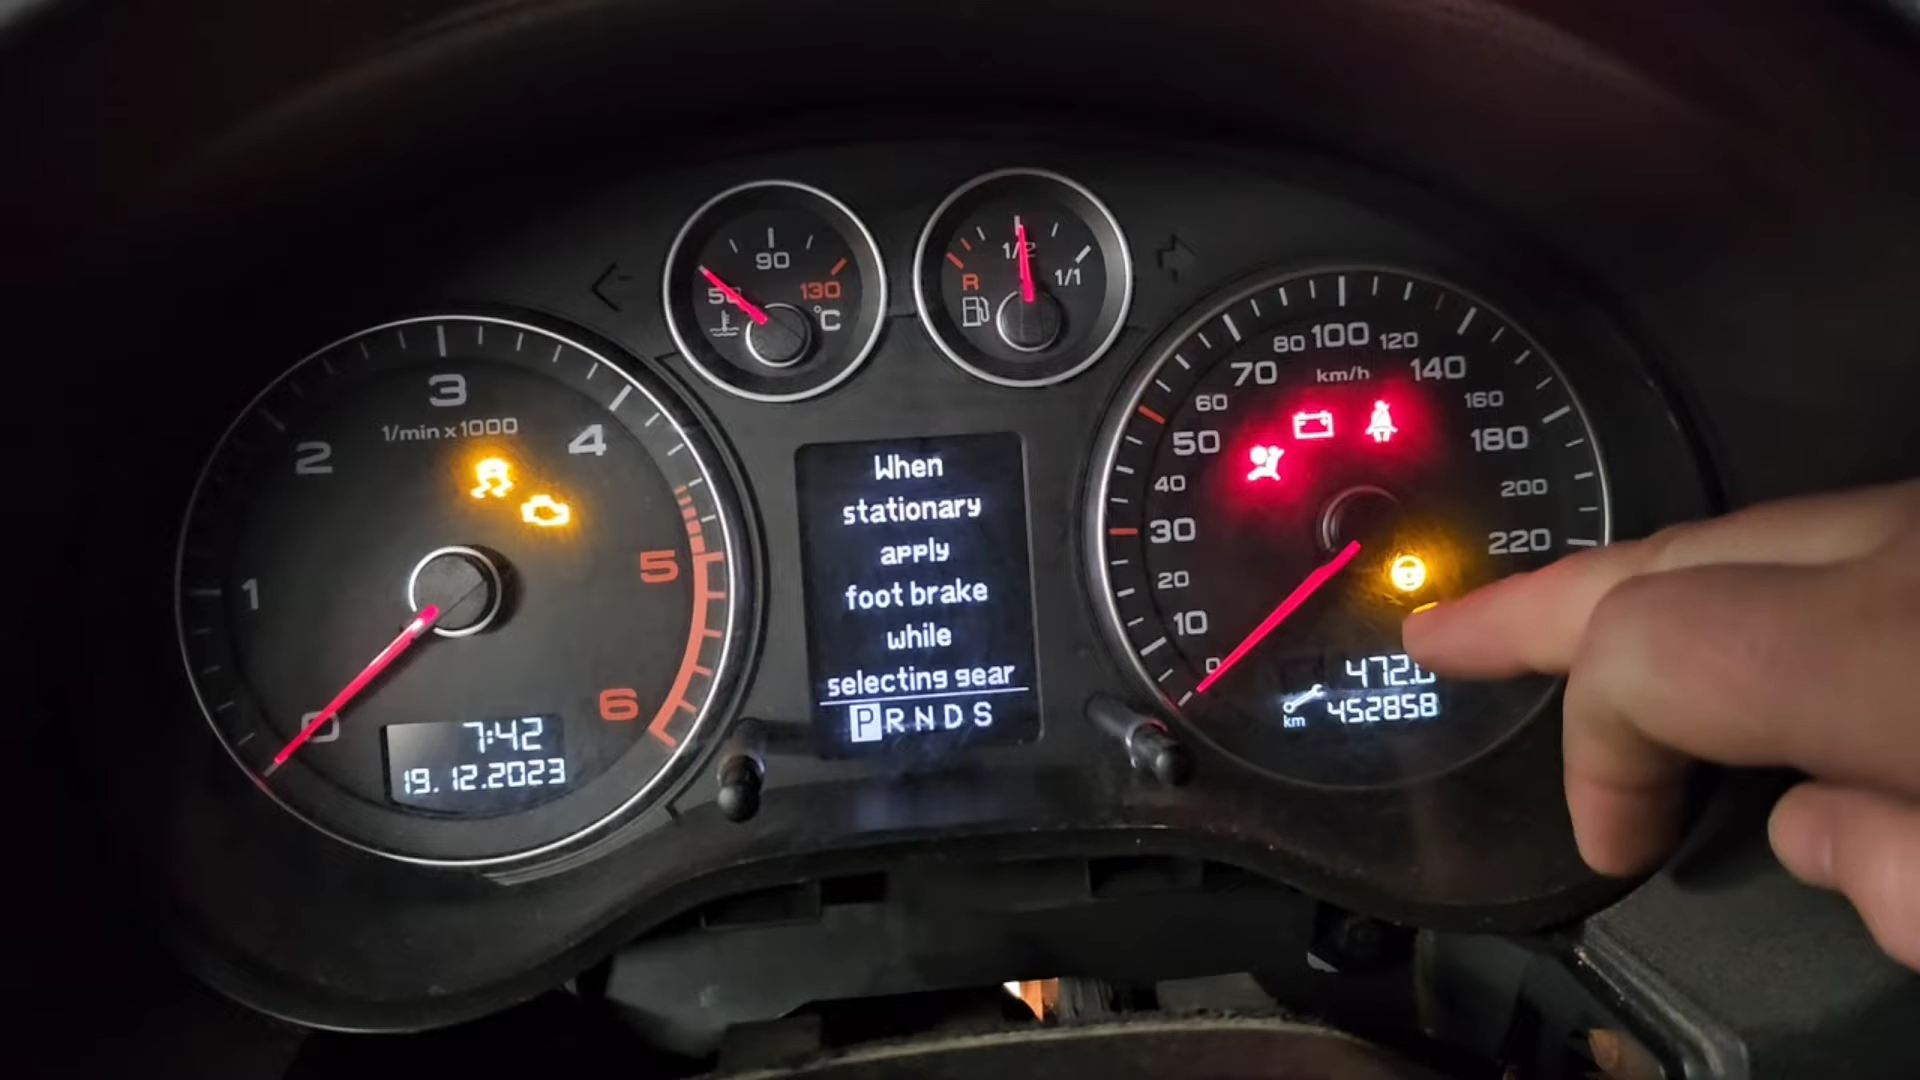 90
50
130
°C
1/2
R
1/1
3
1/min x 1000
2
4
1
5
0
6
7:42
19.12.2023
When
stationary
apply
foot brake
while
selecting gear
P R N D S
80 100 120
70
km/h
140
60
160
50
180
40
200
30
220
20
10
0
km
452858